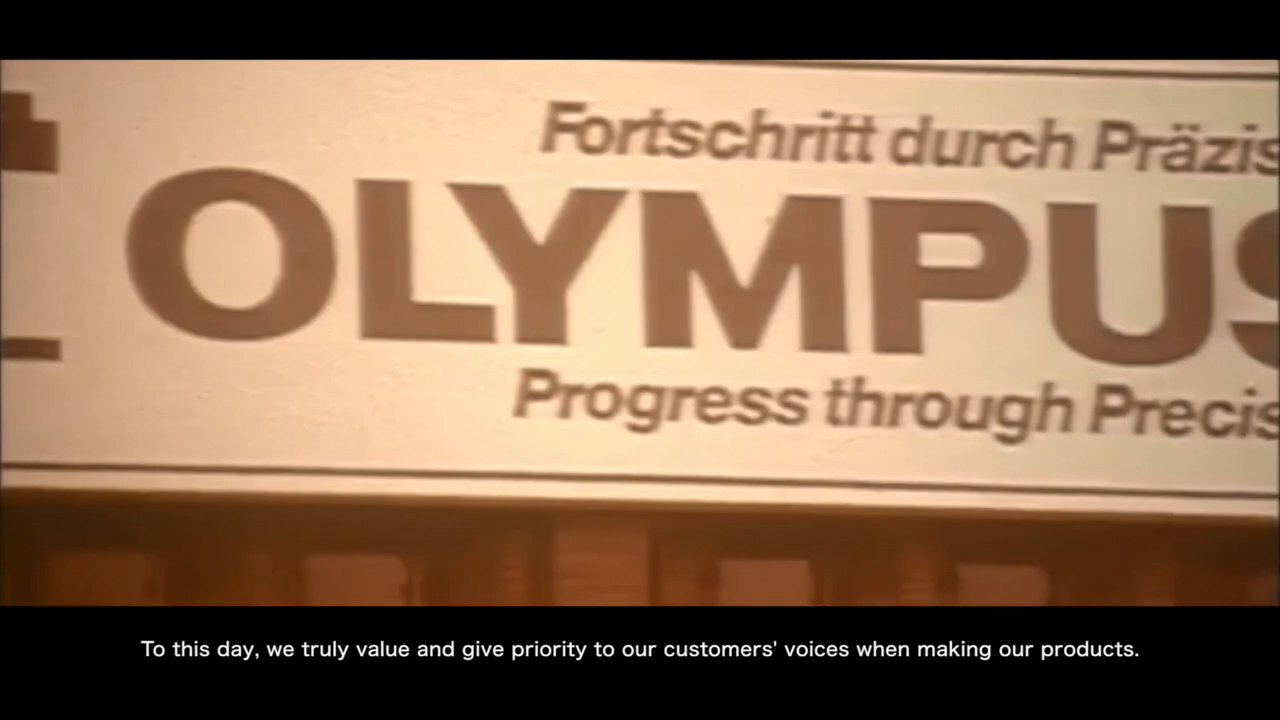 Fortschritt durch Präzis
OLYMPUS
Progress through Precis
To this day, we truly value and give priority to our customers' voices when making our products.